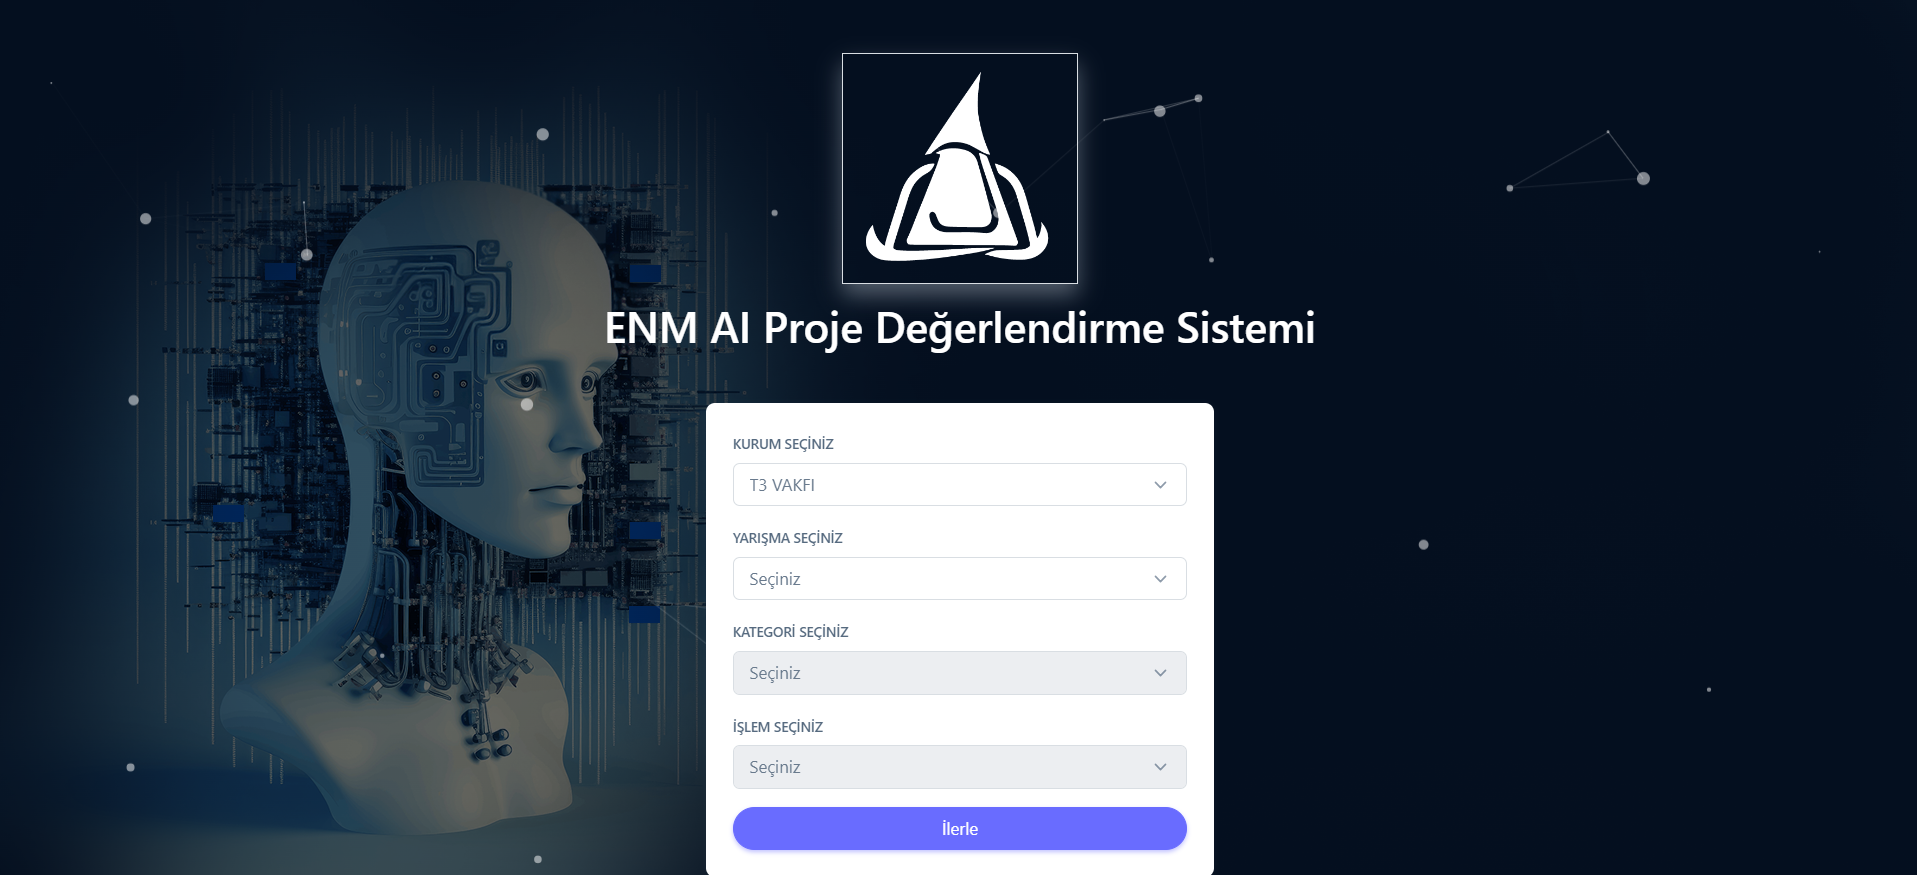 ENM AI Proje Değerlendirme Sistemi
KURUM SEÇİNİZ
T3 VAKFI
YARIŞMA SEÇİNİZ
Seçiniz
KATEGORİ SEÇİNİZ
Seçiniz
İŞLEM SEÇİNİZ
Seçiniz
İlerle